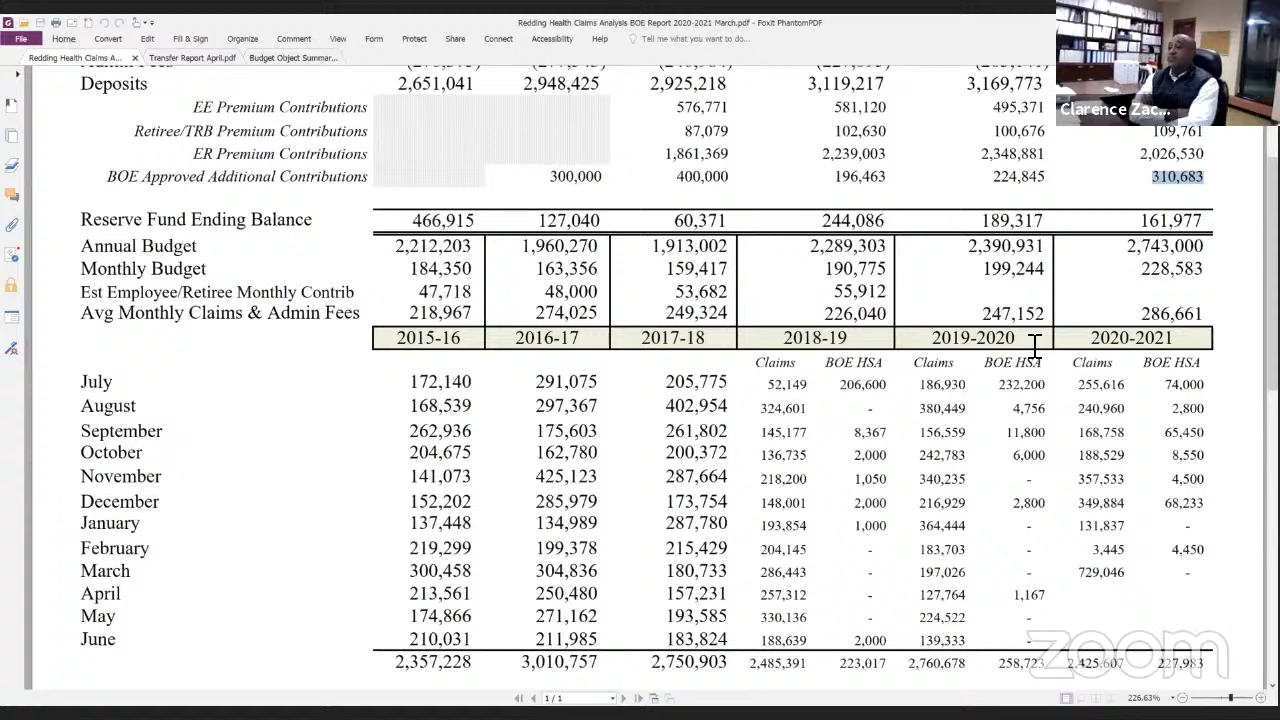 Redding Health Claims Analysis BOE Report 2020-2021 March.pdf - Foxit PhantomPDF
File Home Convert Edit Fill & Sign Organize Comment View Form Protect Share Connect Accessibility Help Tell me what you want to do...
Redding Health Claims A... Transfer Report April.pdf Budget Object Summar...
Clarence Zac...
Deposits 2,651,041 2,948,425 2,925,218 3,119,217 3,169,773
EE Premium Contributions 576,771 581,120 495,371
Retiree/TRB Premium Contributions 87,079 102,630 100,676 109,761
ER Premium Contributions 1,861,369 2,239,003 2,348,881 2,026,530
BOE Approved Additional Contributions 300,000 400,000 196,463 224,845 310,683
Reserve Fund Ending Balance 466,915 127,040 60,371 244,086 189,317 161,977
Annual Budget 2,212,203 1,960,270 1,913,002 2,289,303 2,390,931 2,743,000
Monthly Budget 184,350 163,356 159,417 190,775 199,244 228,583
Est Employee/Retiree Monthly Contrib 47,718 48,000 53,682 55,912
Avg Monthly Claims & Admin Fees 218,967 274,025 249,324 226,040 247,152 286,661
2015-16 2016-17 2017-18 2018-19 2019-2020 2020-2021
Claims BOE HSA Claims BOE HSA Claims BOE HSA
July 172,140 291,075 205,775 52,149 206,600 186,930 232,200 255,616 74,000
August 168,539 297,367 402,954 324,601 - 380,449 4,756 240,960 2,800
September 262,936 175,603 261,802 145,177 8,367 156,559 11,800 168,758 65,450
October 204,675 162,780 200,372 136,735 2,000 242,783 6,000 188,529 8,550
November 141,073 425,123 287,664 218,200 1,050 340,235 - 357,533 4,500
December 152,202 285,979 173,754 148,001 2,000 216,929 2,800 349,884 68,233
January 137,448 134,989 287,780 193,854 1,000 364,444 - 131,837 -
February 219,299 199,378 215,429 204,145 - 183,703 - 3,445 4,450
March 300,458 304,836 180,733 286,443 - 197,026 - 729,046 -
April 213,561 250,480 157,231 257,312 - 127,764 1,167
May 174,866 271,162 193,585 330,136 - 224,522 -
June 210,031 211,985 183,824 188,639 2,000 139,333 -
2,357,228 3,010,757 2,750,903 2,485,391 223,017 2,760,678 258,723 2,425,607 227,983
zoom
1 / 1 226.63%